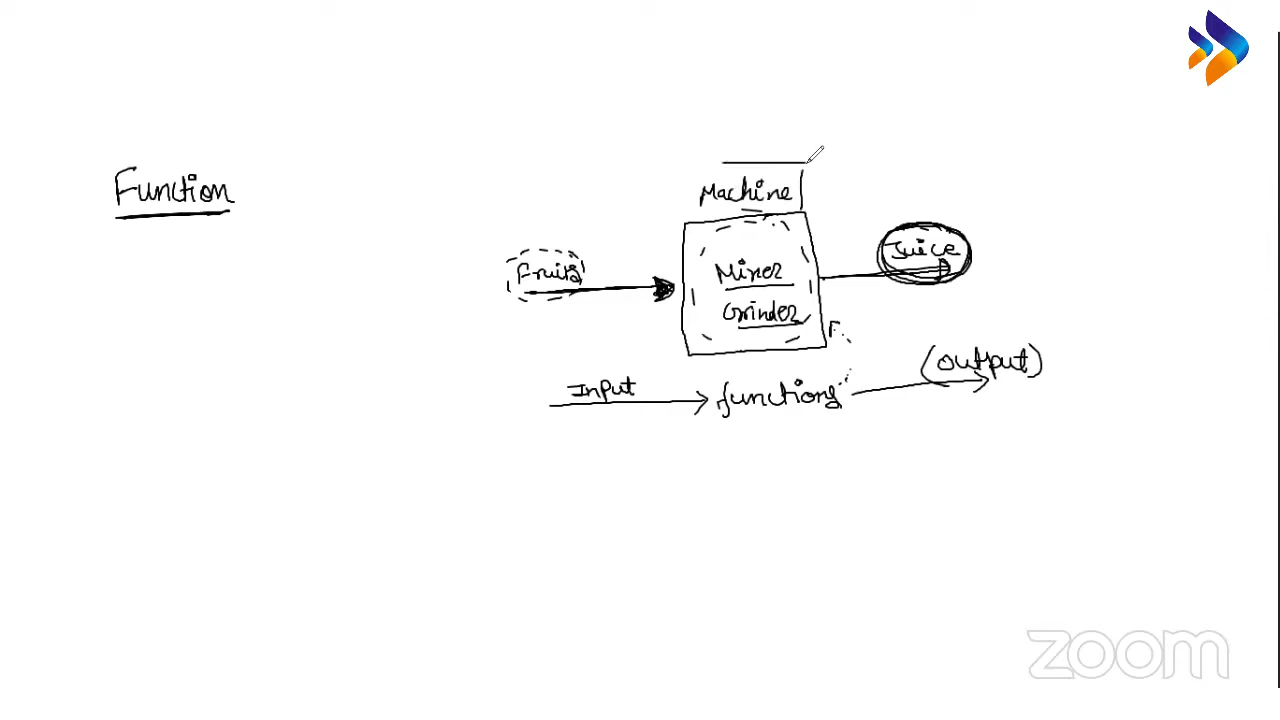 Function
Machine
Fruits
Mixer
Grinder
Juice
Input
functions
(output)
zoom